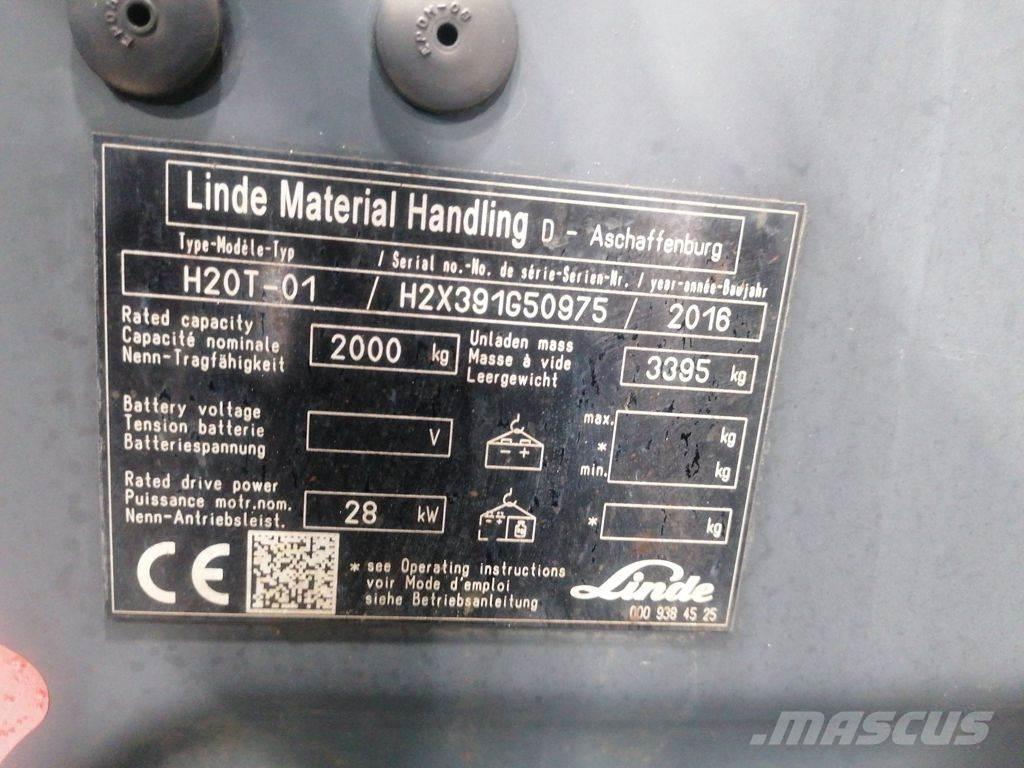 Linde Material Handling D - Aschaffenburg
Type-Modèle-Typ / Serial no.-No. de série-Serien-Nr. / year-année-Baujahr
H20T-01 / H2X391G50975 / 2016
Rated capacity
Capacité nominale
Nenn-Tragfähigkeit
2000 kg
Unladen mass
Masse à vide
Leergewicht
3395 kg
Battery voltage
Tension batterie
Batteriespannung
V
max. kg
*
min. kg
Rated drive power
Puissance motr.nom.
Nenn-Antriebsleist.
28 kW
* kg
CE
* see Operating instructions
voir Mode d'emploi
siehe Betriebsanleitung
Linde
000 938 45 25
MASCUS